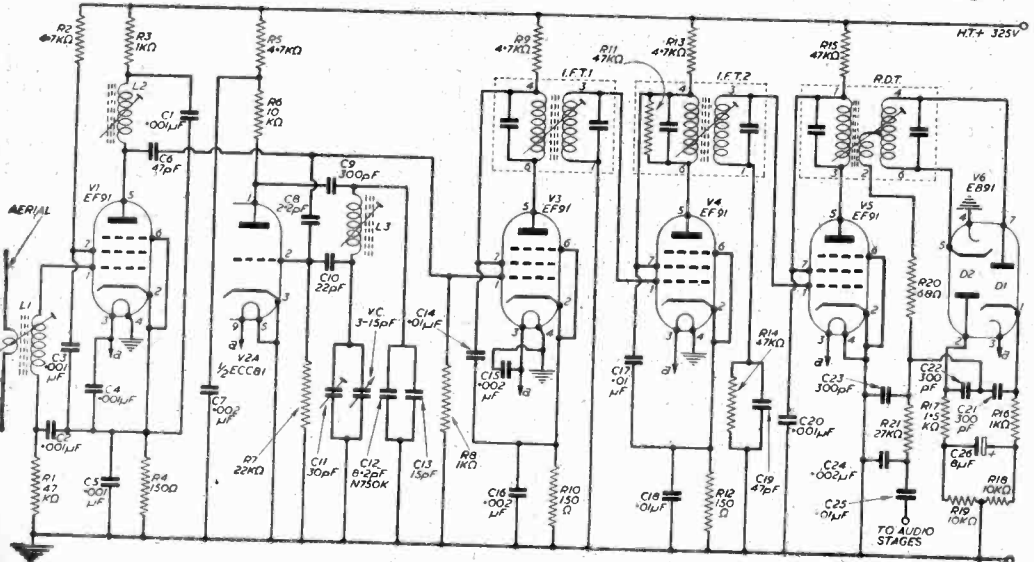 R2
4·7KΩ
R3
1KΩ
L2
C1
·001µF
C6
47pF
V1
EF91
AERIAL
L1
C3
·001
µF
C4
·001µF
C2
·001µF
R1
47
KΩ
C5
·001
µF
R4
150Ω
R5
4·7KΩ
R6
10
KΩ
C9
300pF
C8
2·2pF
L3
C10
22pF
V2A
½ECC81
C7
·002
µF
R7
22KΩ
V.C.
3-15pF
C11
30pF
C12
8·2pF
N750K
C13
15pF
C14
·01µF
R8
1KΩ
R9
4·7KΩ
I.F.T.1
V3
EF91
C15
·002
µF
C16
·002
µF
R10
150
Ω
R11
47KΩ
R13
4·7KΩ
I.F.T.2
V4
EF91
C17
·01
µF
R14
47KΩ
C18
·01µF
R12
150
Ω
C19
47pF
R15
47KΩ
R.D.T.
V5
EF91
C20
·001µF
C23
300pF
R20
68Ω
R21
27KΩ
C24
·002µF
C25
·01µF
TO AUDIO
STAGES
H.T.+ 325V
V6
EB91
D2
D1
C22
300
pF
C21
300
pF
R17
1·5
KΩ
R16
1KΩ
C26
8µF
R18
10KΩ
R19
10KΩ